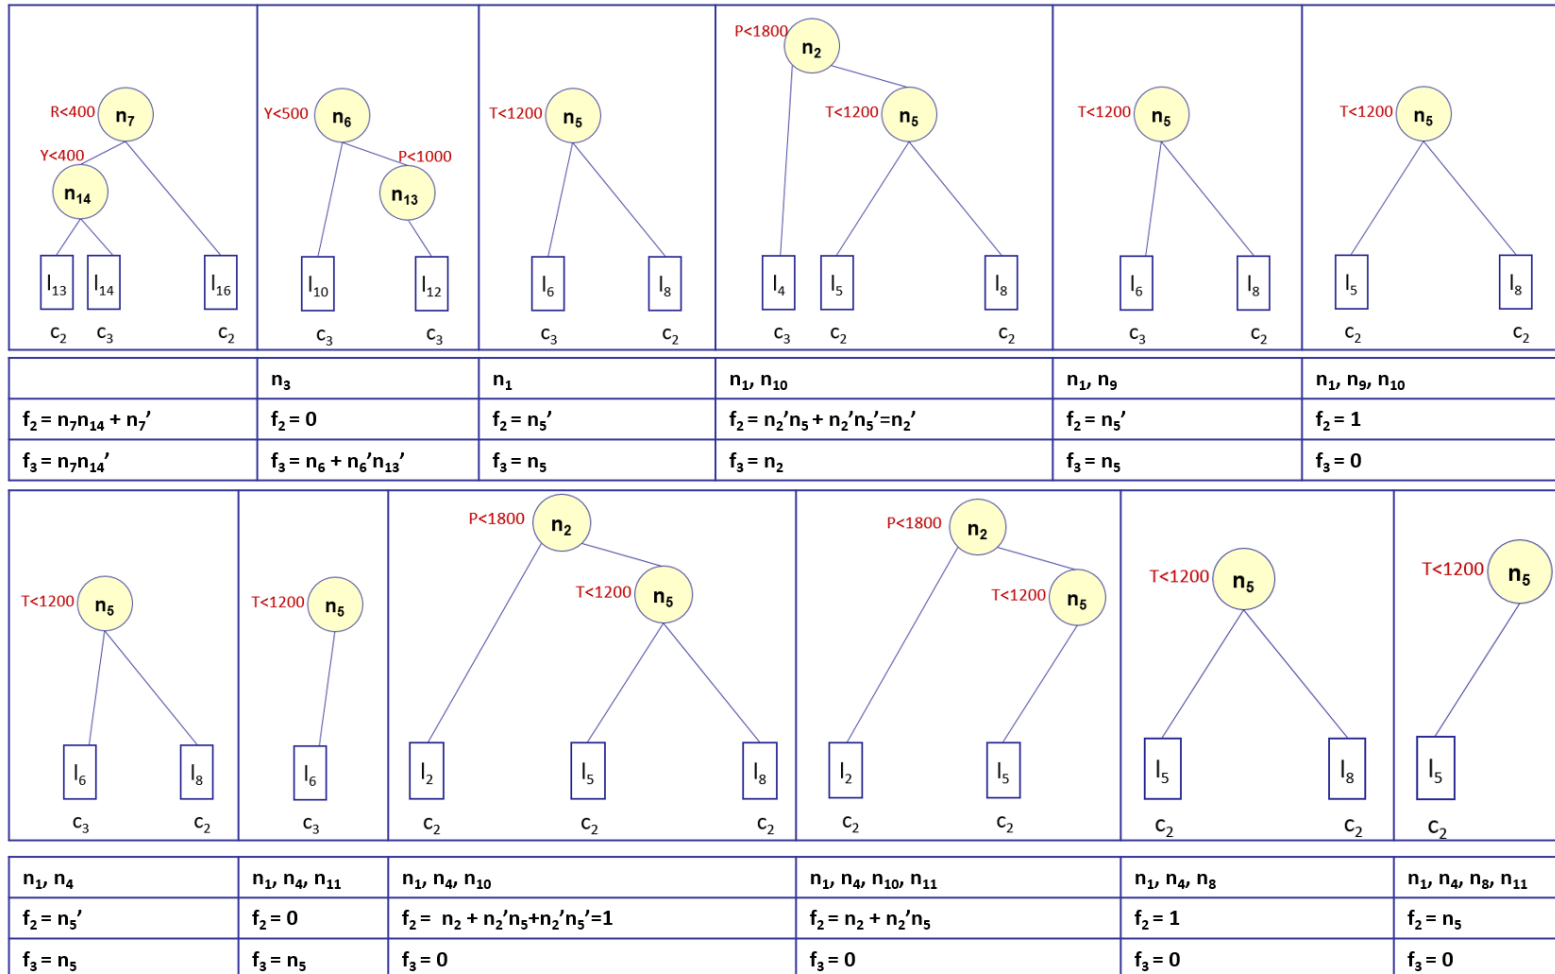 P<1800 n2
R<400 n7 Y<500 n6 T<1200 n5 T<1200 n5 T<1200 n5 T<1200 n5
Y<400 P<1000
n14 n13
l13 l14 l16 l10 l12 l6 l8 l4 l5 l8 l6 l8 l5 l8
c2 c3 c2 c3 c3 c3 c2 c3 c2 c2 c3 c2 c2 c2
n3 n1 n1, n10 n1, n9 n1, n9, n10
f2 = n7n14 + n7’ f2 = 0 f2 = n5’ f2 = n2’n5 + n2’n5’=n2’ f2 = n5’ f2 = 1
f3 = n7n14’ f3 = n6 + n6’n13’ f3 = n5 f3 = n2 f3 = n5 f3 = 0
P<1800 n2 P<1800 n2
T<1200 n5 T<1200 n5 T<1200 n5 T<1200 n5 T<1200 n5 T<1200 n5
l6 l8 l6 l2 l5 l8 l2 l5 l5 l8 l5
c3 c2 c3 c2 c2 c2 c2 c2 c2 c2 c2
n1, n4 n1, n4, n11 n1, n4, n10 n1, n4, n10, n11 n1, n4, n8 n1, n4, n8, n11
f2 = n5’ f2 = 0 f2 = n2 + n2’n5+n2’n5’=1 f2 = n2 + n2’n5 f2 = 1 f2 = n5
f3 = n5 f3 = n5 f3 = 0 f3 = 0 f3 = 0 f3 = 0